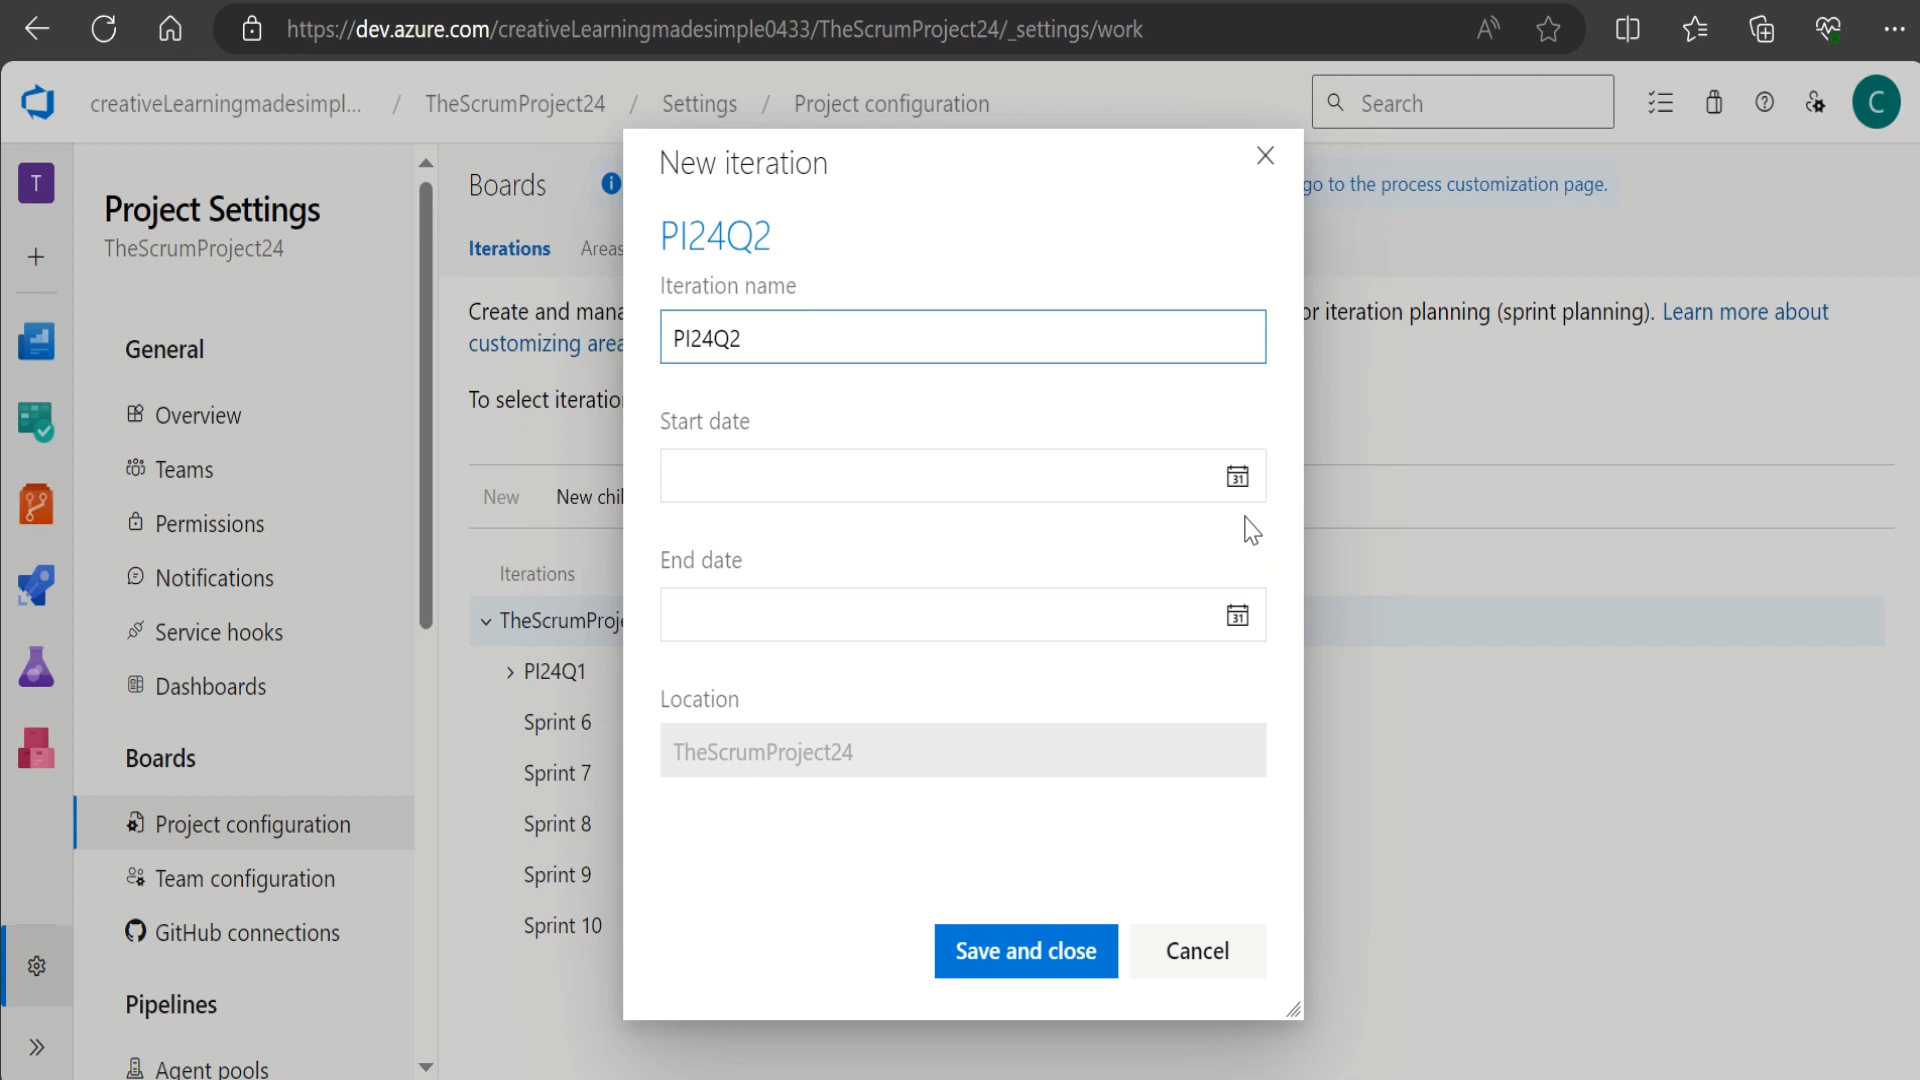 https://dev.azure.com/creativeLearningmadesimple0433/TheScrumProject24/_settings/work
creativeLearningmadesimpl... / TheScrumProject24 / Settings / Project configuration
Search
C
T
Project Settings
TheScrumProject24
General
Overview
Teams
Permissions
Notifications
Service hooks
Dashboards
Boards
Project configuration
Team configuration
GitHub connections
Pipelines
Agent pools
Boards
go to the process customization page.
Iterations Areas
Create and mana
or iteration planning (sprint planning). Learn more about
customizing area
To select iteratio
New New chil
Iterations
TheScrumProje
PI24Q1
Sprint 6
Sprint 7
Sprint 8
Sprint 9
Sprint 10
New iteration
PI24Q2
Iteration name
PI24Q2
Start date
31
End date
31
Location
TheScrumProject24
Save and close Cancel